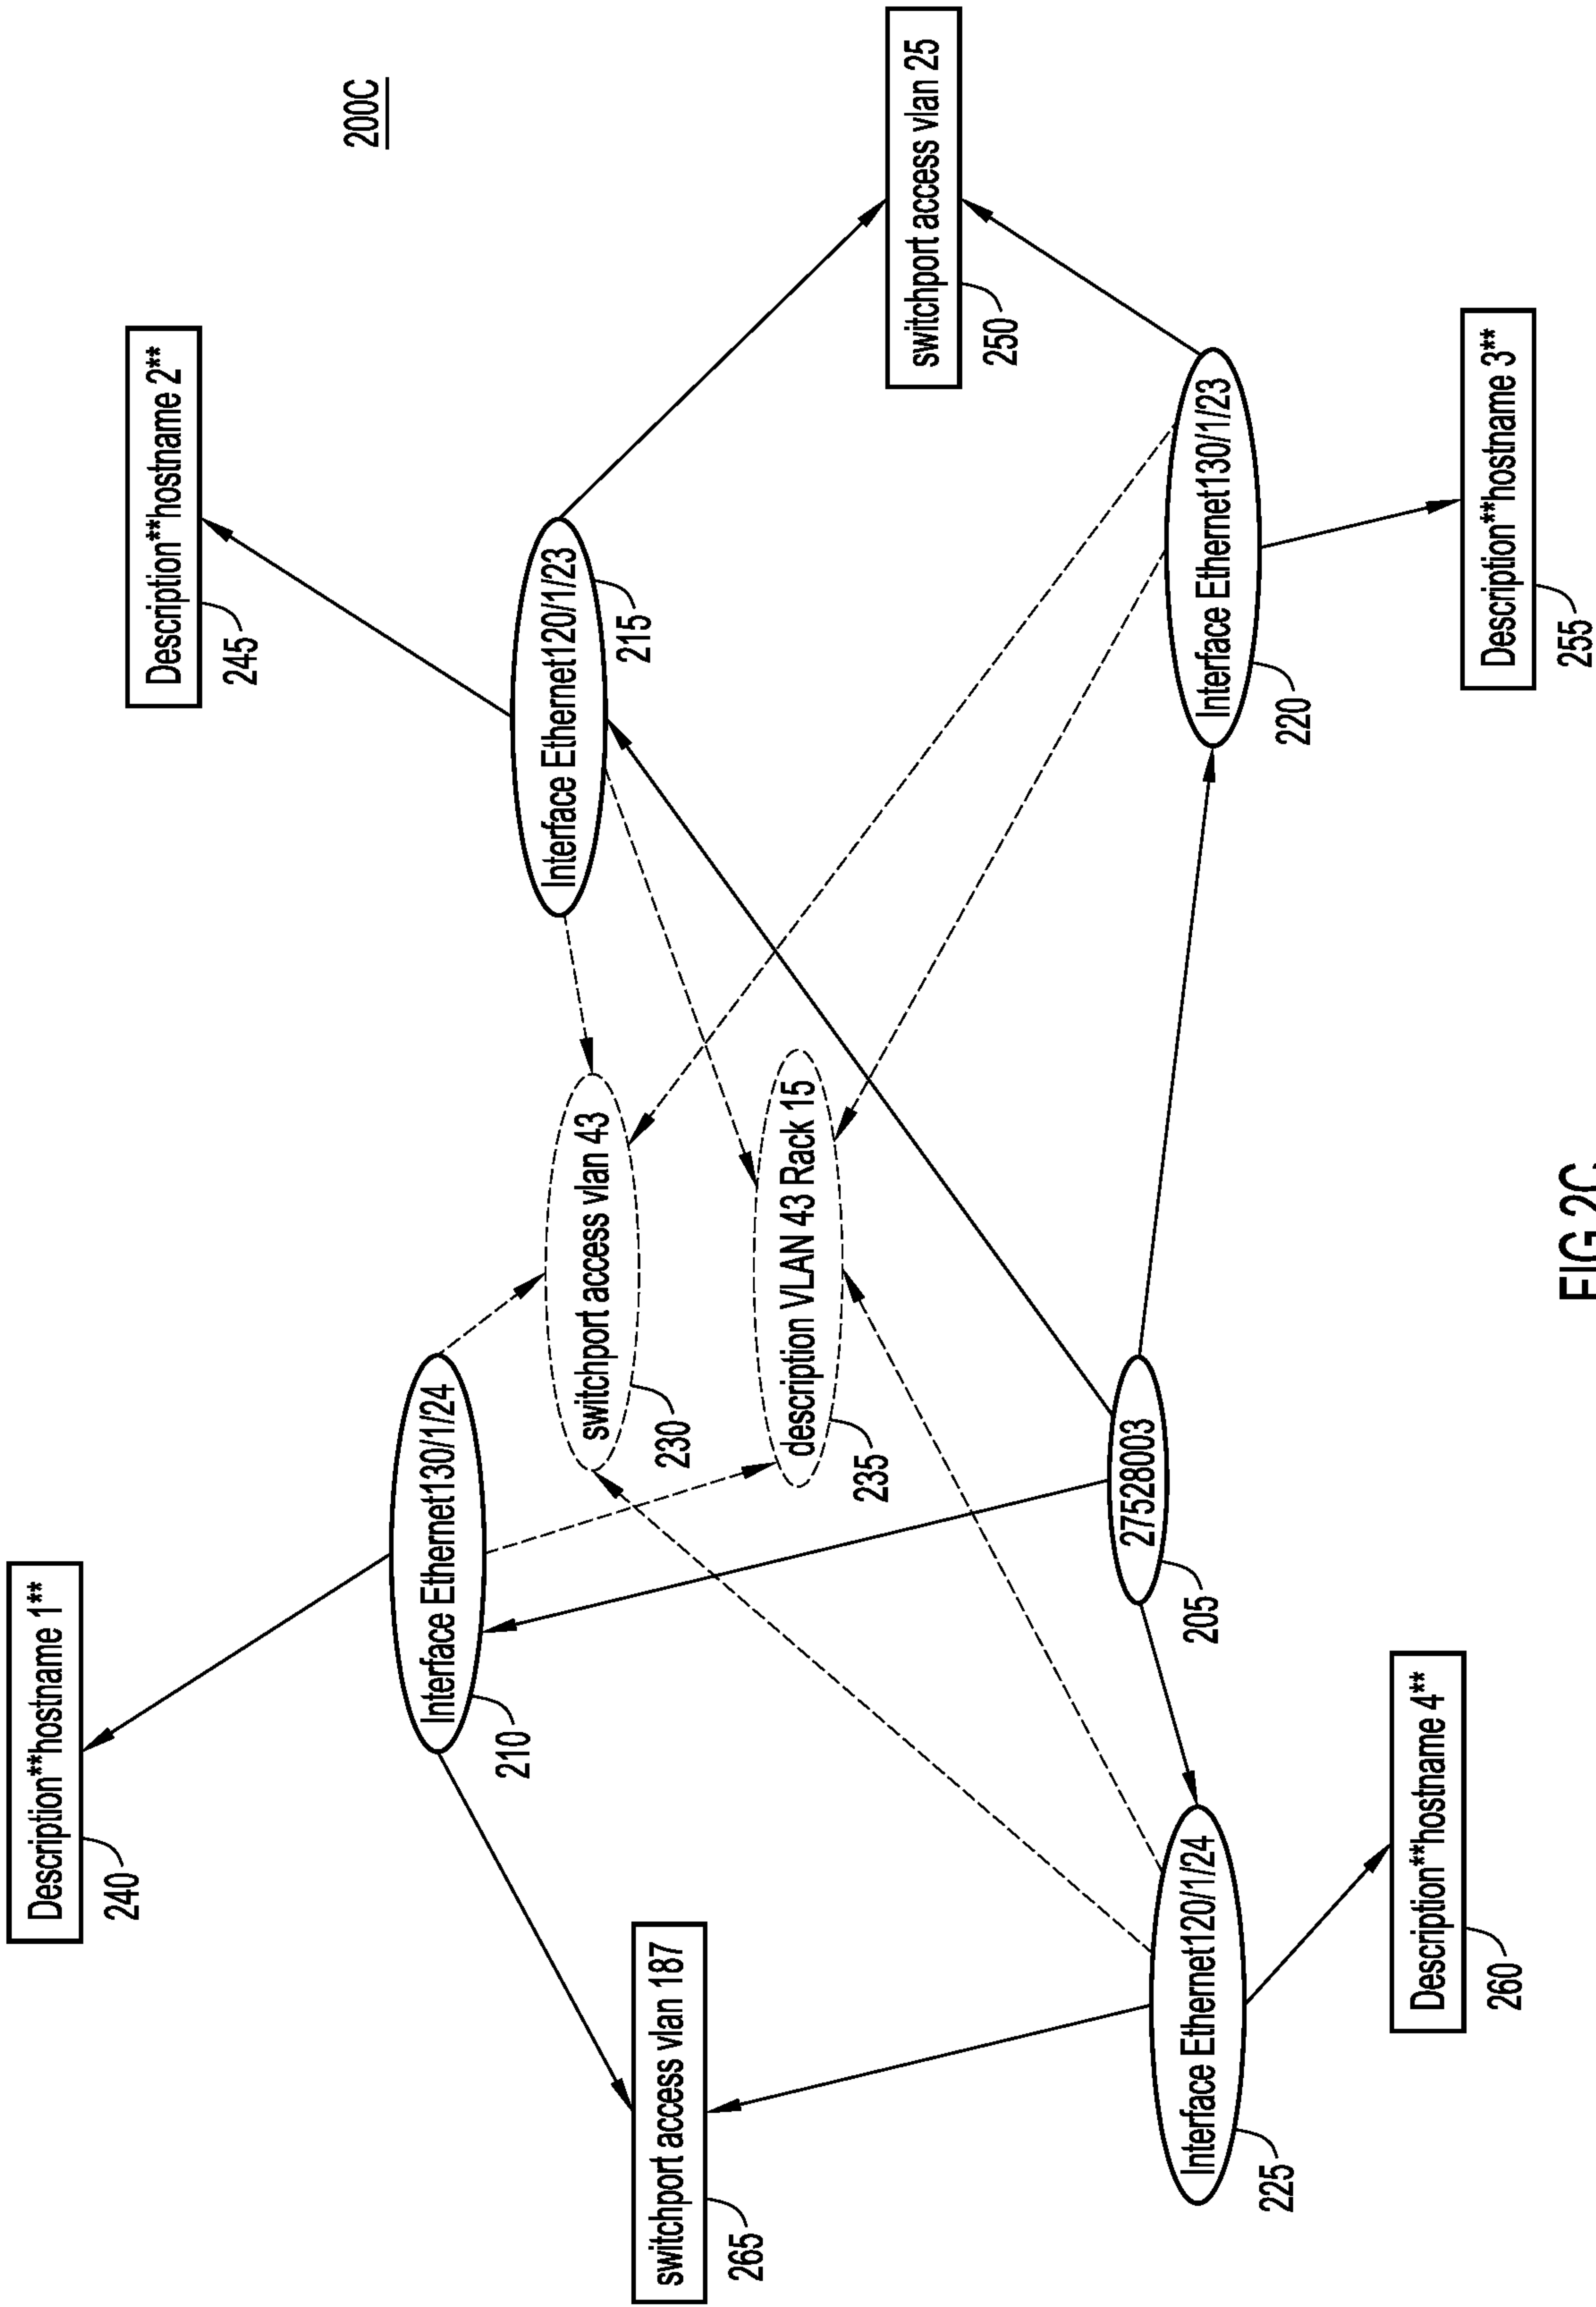 200C
Description**hostname 1**
240
Description**hostname 2**
245
Interface Ethernet130/1/24
210
Interface Ethernet120/1/23
215
switchport access vlan 43
230
switchport access vlan 187
265
description VLAN 43 Rack 15
235
switchport access vlan 25
250
27528003
205
Interface Ethernet120/1/24
225
Interface Ethernet130/1/23
220
Description**hostname 4**
260
Description**hostname 3**
255
FIG.2C